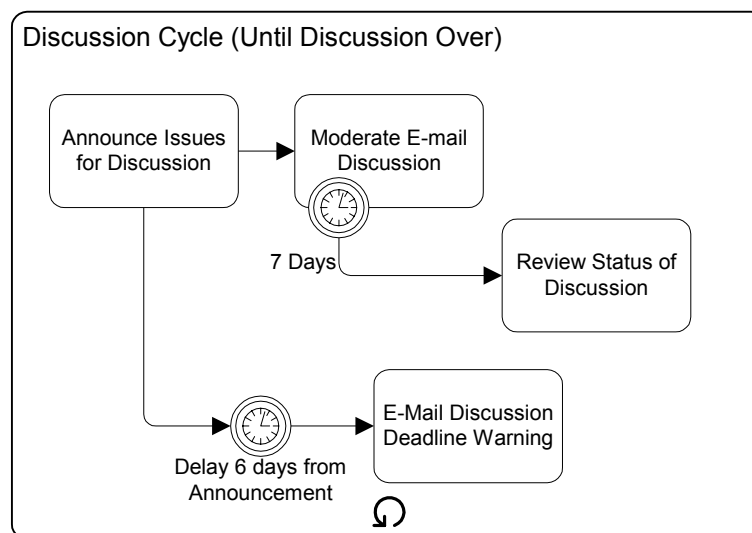 Discussion Cycle (Until Discussion Over)
Announce Issues
for Discussion
Moderate E-mail
Discussion
7 Days
Review Status of
Discussion
E-Mail Discussion
Deadline Warning
Delay 6 days from
Announcement